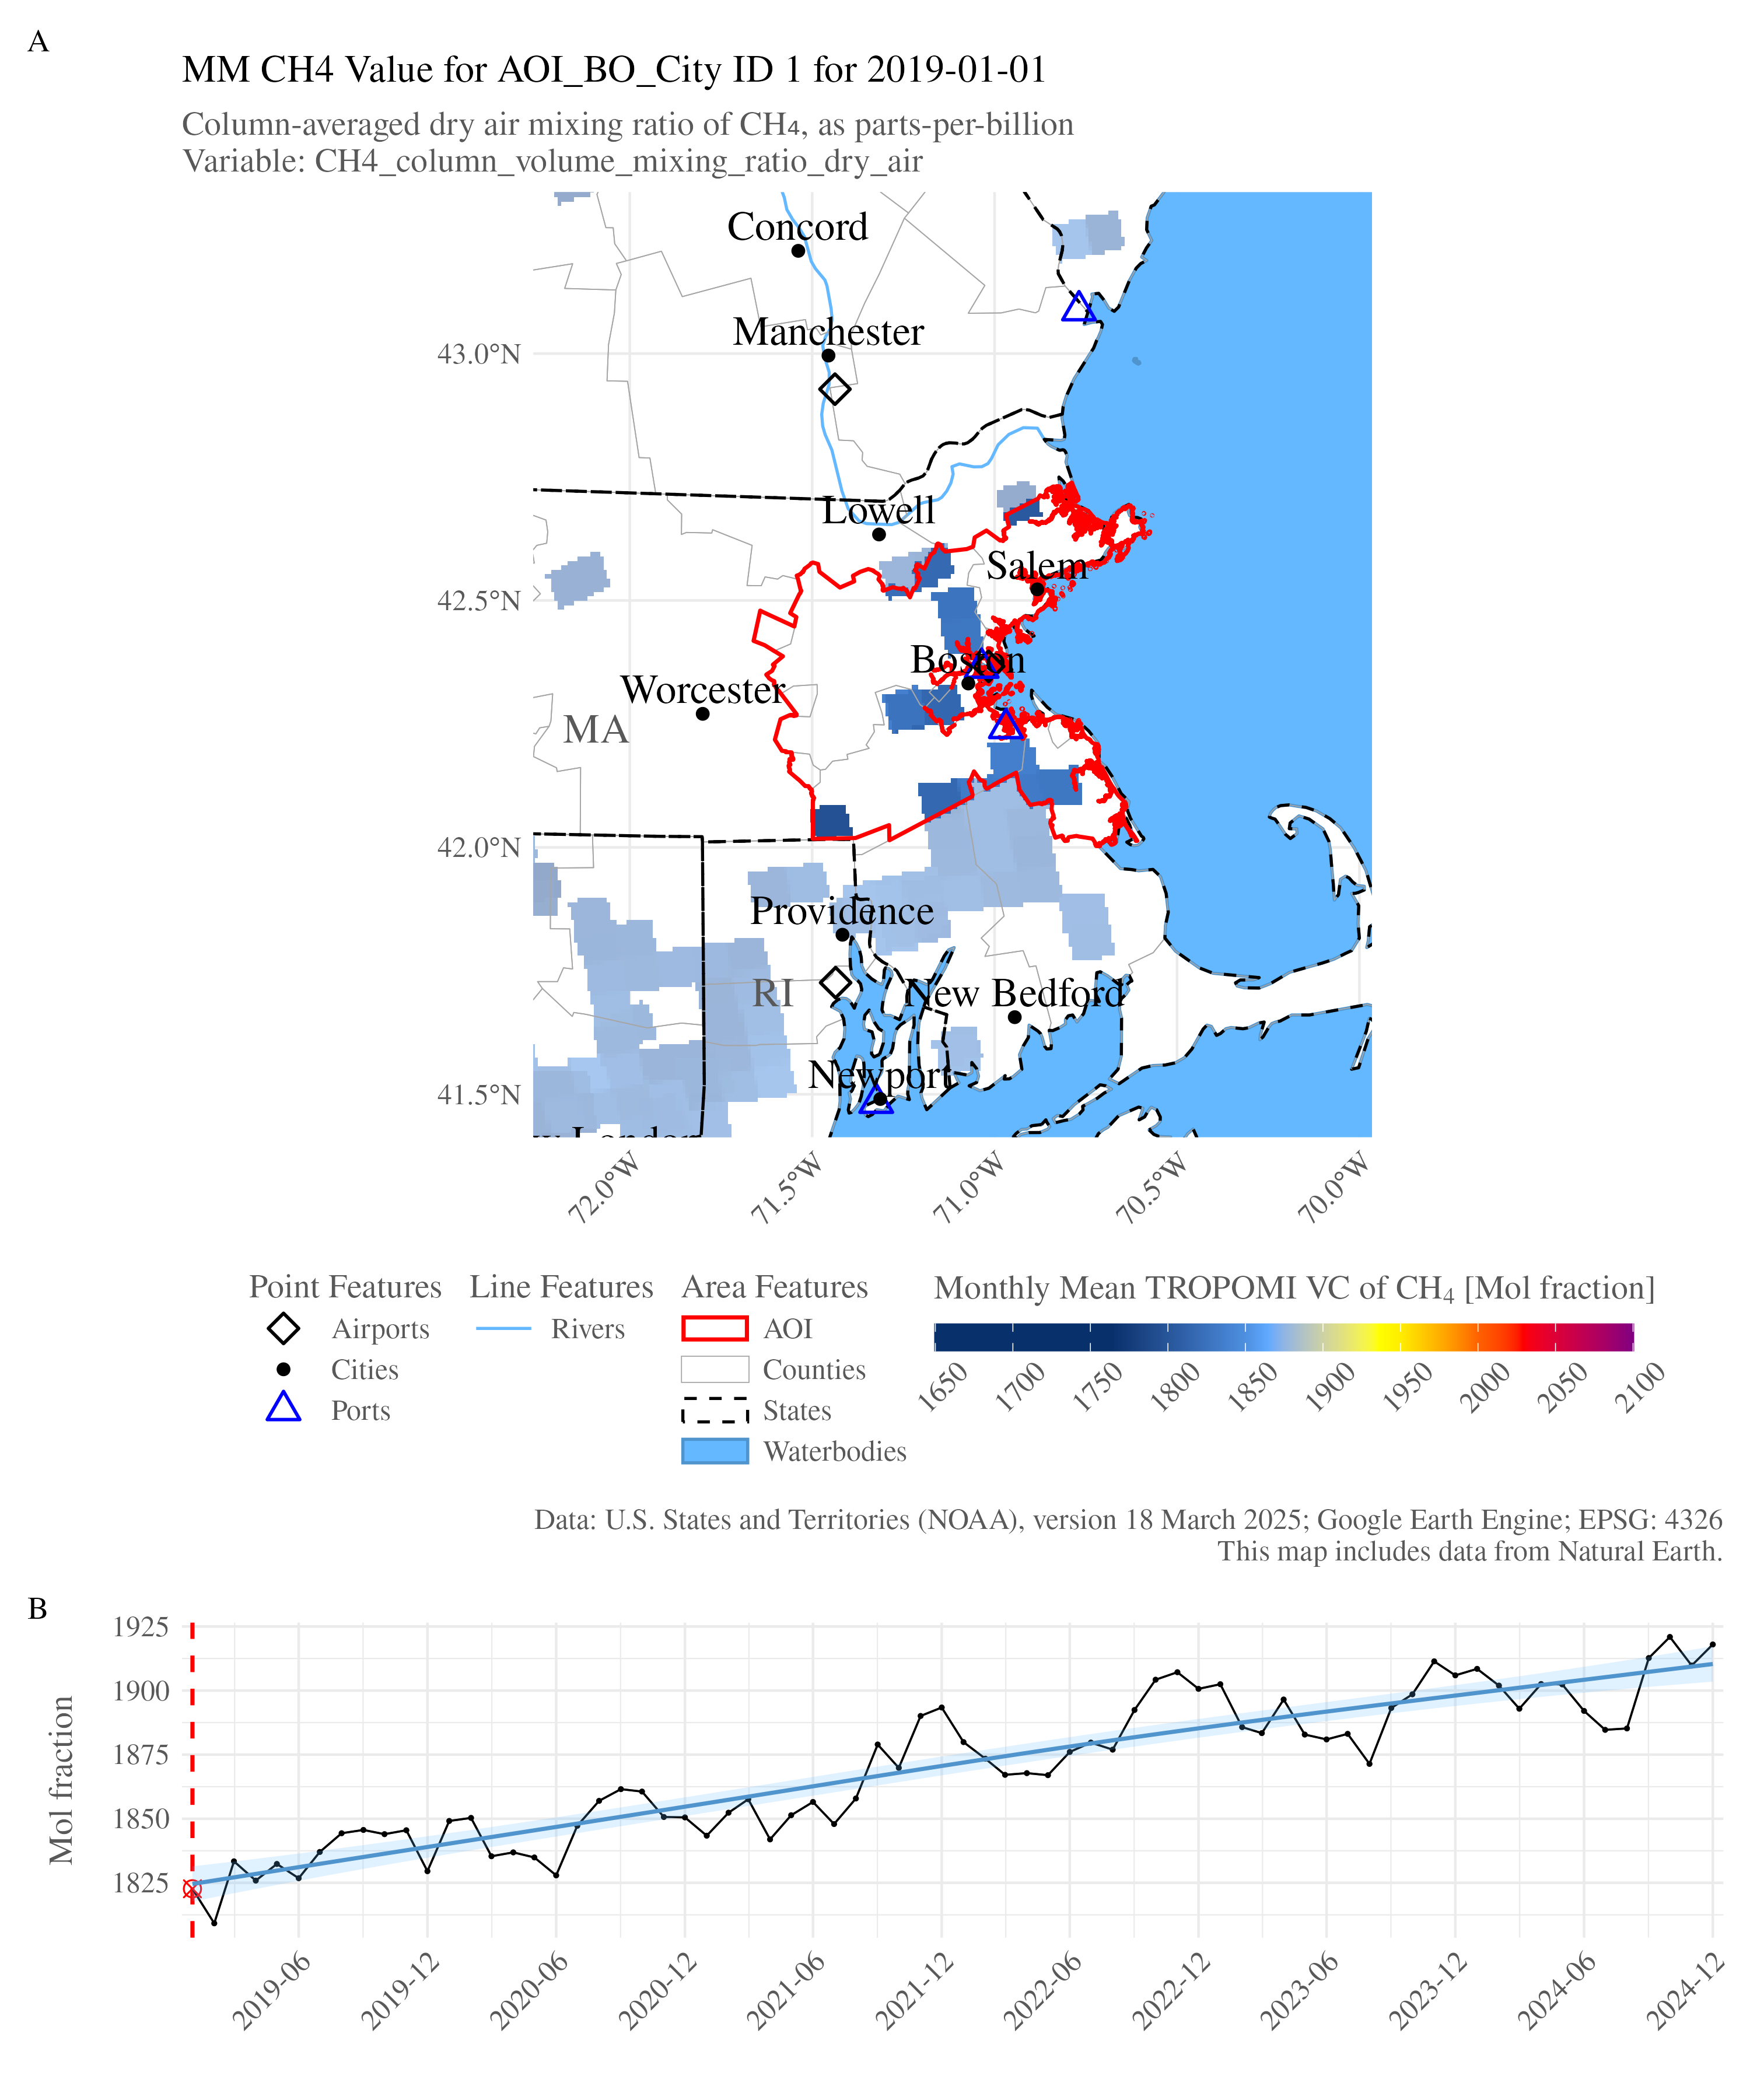 A
MM CH4 Value for AOI_BO_City ID 1 for 2019-01-01
Column-averaged dry air mixing ratio of CH₄, as parts-per-billion
Variable: CH4_column_volume_mixing_ratio_dry_air
Concord
43.0°N
Manchester
Lowell
Salem
42.5°N
Boston
Worcester
MA
42.0°N
Providence
RI
New Bedford
Newport
41.5°N
w London
72.0°W
71.5°W
71.0°W
70.5°W
70.0°W
Point Features
Airports
Cities
Ports
Line Features
Rivers
Area Features
AOI
Counties
States
Waterbodies
Monthly Mean TROPOMI VC of CH₄ [Mol fraction]
1650 1700 1750 1800 1850 1900 1950 2000 2050 2100
Data: U.S. States and Territories (NOAA), version 18 March 2025; Google Earth Engine; EPSG: 4326
This map includes data from Natural Earth.
B
Mol fraction
1925
1900
1875
1850
1825
2019-06
2019-12
2020-06
2020-12
2021-06
2021-12
2022-06
2022-12
2023-06
2023-12
2024-06
2024-12